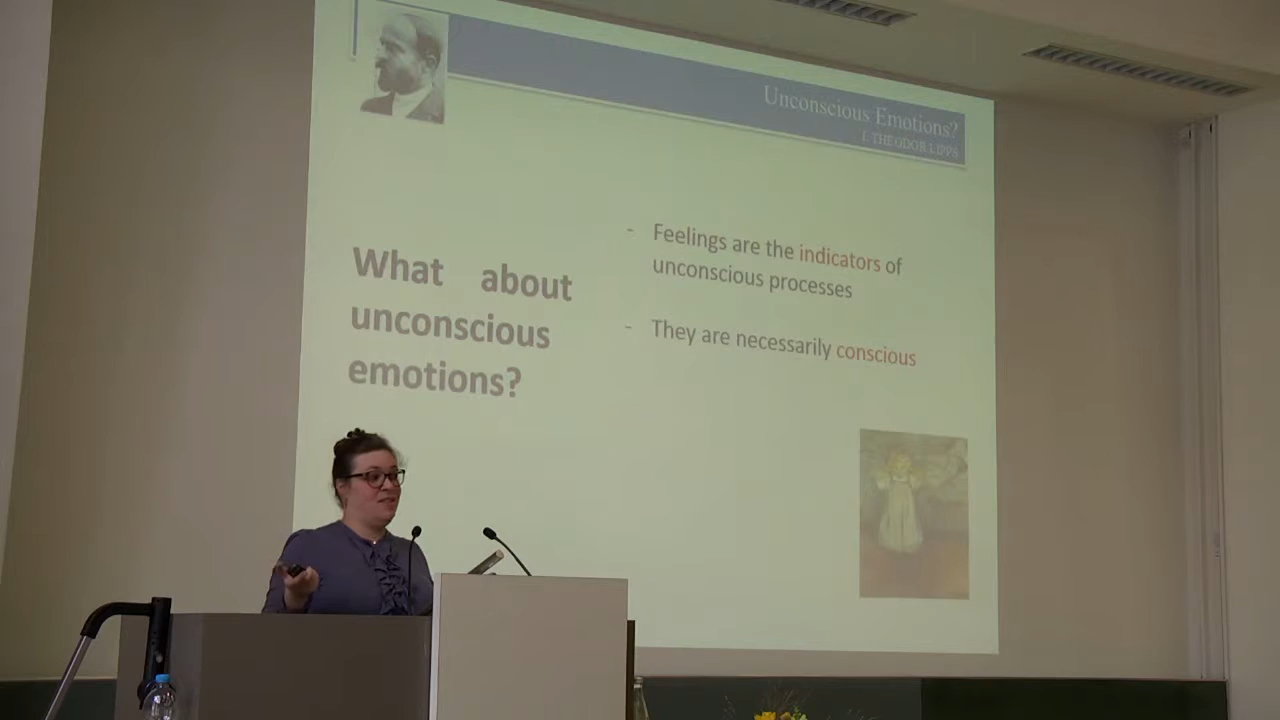 Unconscious Emotions?
I. THEODOR LIPPS
What about
unconscious
emotions?
- Feelings are the indicators of
unconscious processes
- They are necessarily conscious